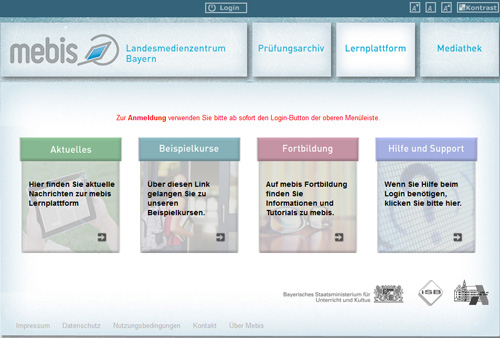 Login
A A A Kontrast
mebis
Landesmedienzentrum
Bayern
Prüfungsarchiv
Lernplattform
Mediathek
Zur Anmeldung verwenden Sie bitte ab sofort den Login-Button der oberen Menüleiste.
Aktuelles
Hier finden Sie aktuelle
Nachrichten zur mebis
Lernplattform
Beispielkurse
Über diesen Link
gelangen Sie zu
unseren
Beispielkursen.
Fortbildung
Auf mebis Fortbildung
finden Sie
Informationen und
Tutorials zu mebis.
Hilfe und Support
Wenn Sie Hilfe beim
Login benötigen,
klicken Sie bitte hier.
Bayerisches Staatsministerium für
Unterricht und Kultus
ISB
Impressum
Datenschutz
Nutzungsbedingungen
Kontakt
Über Mebis